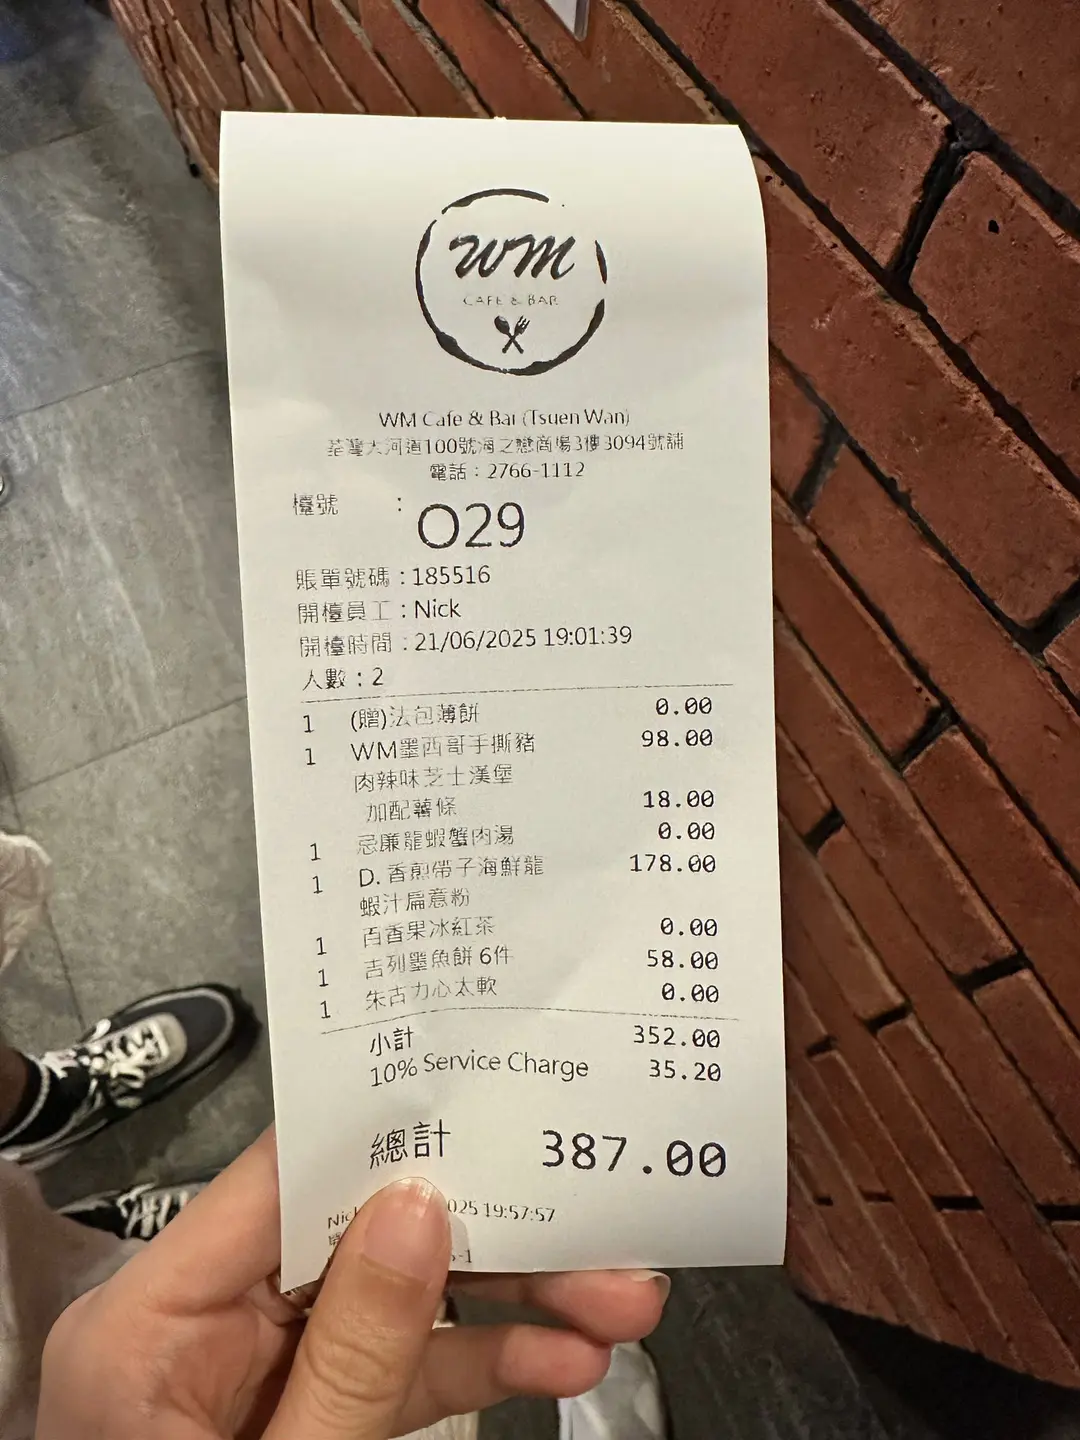 WM
CAFE & BAR
WM Cafe & Bar (Tsuen Wan)
荃灣大河道100號海之戀商場3樓3094號舖
電話：2766-1112
檯號 ：
O29
賬單號碼：185516
開檯員工：Nick
開檯時間：21/06/2025 19:01:39
人數：2
1 (贈)法包薄餅 0.00
1 WM墨西哥手撕豬 98.00
肉辣味芝士漢堡
加配薯條 18.00
1 忌廉龍蝦蟹肉湯 0.00
1 D. 香煎帶子海鮮龍 178.00
蝦汁扁意粉
1 百香果冰紅茶 0.00
1 吉列墨魚餅 6件 58.00
1 朱古力心太軟 0.00
小計 352.00
10% Service Charge 35.20
總計 387.00
025 19:57:57
-1